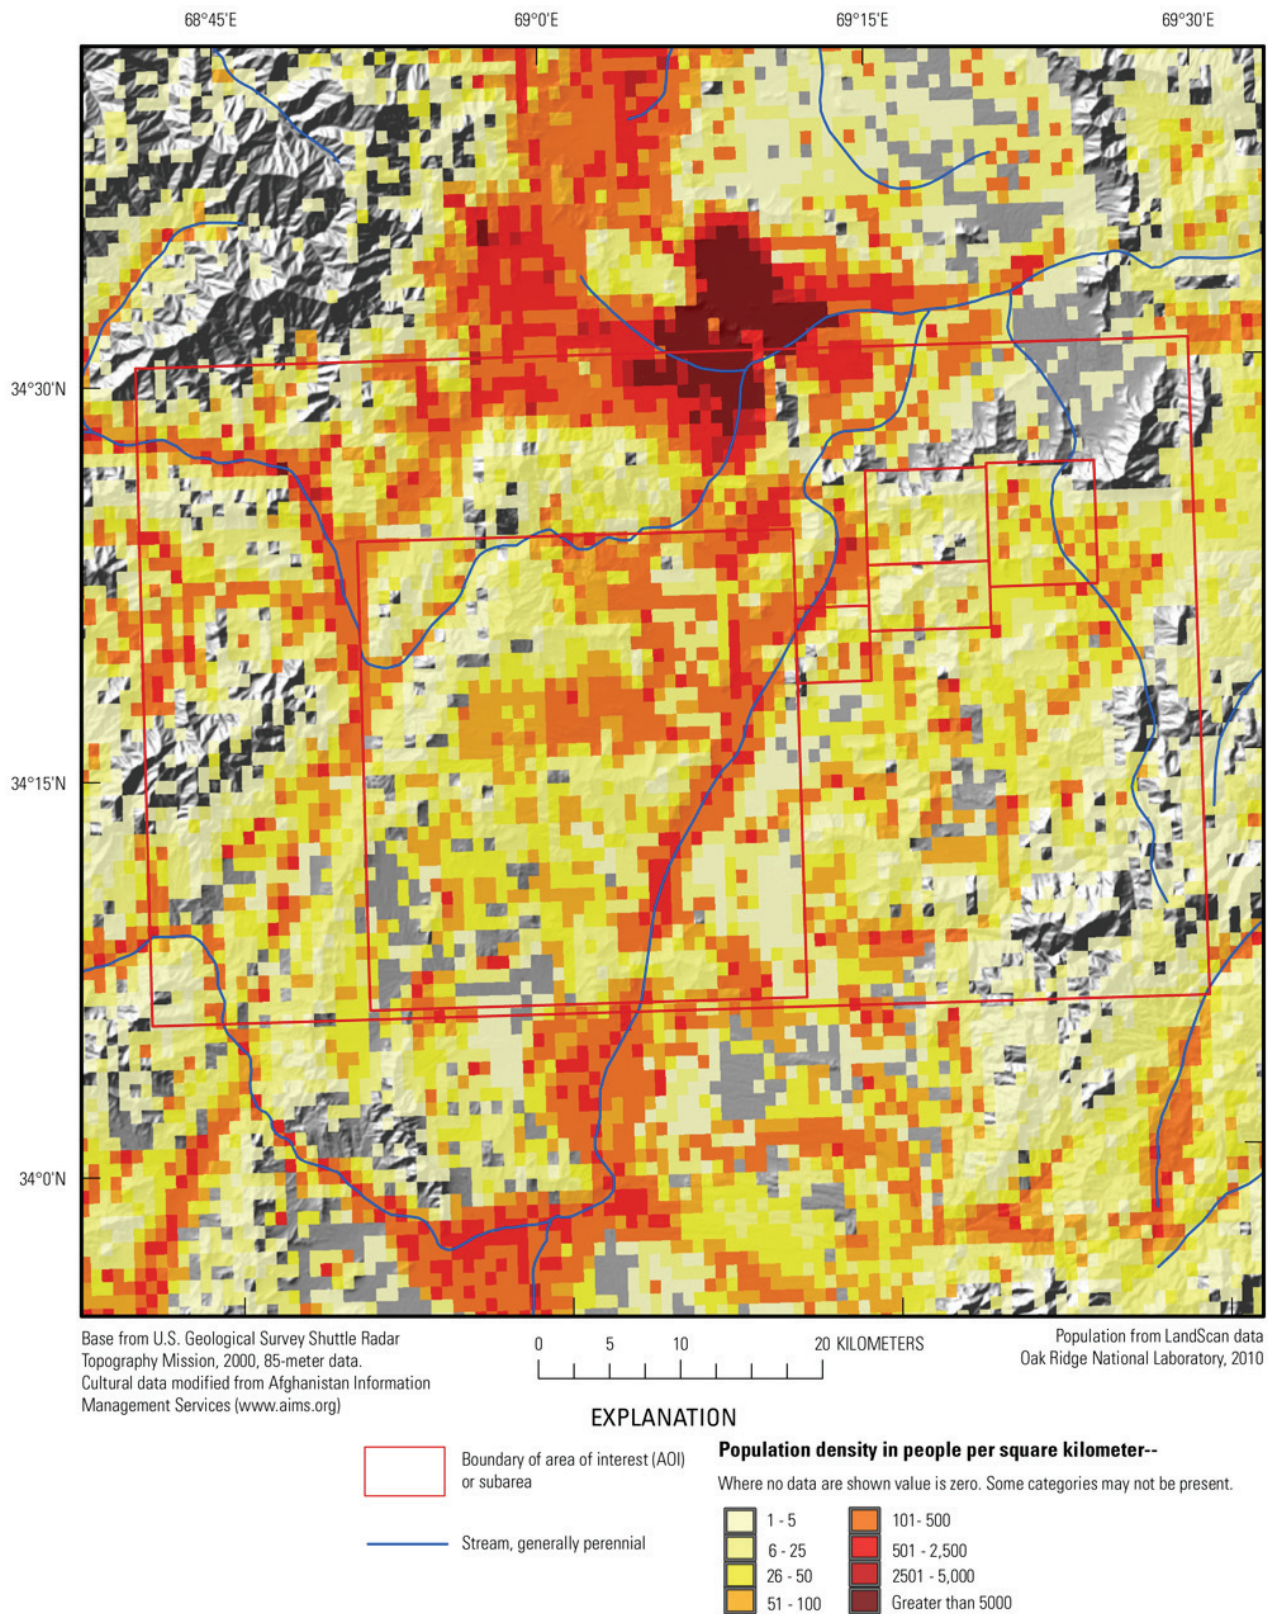 68°45'E 69°0'E 69°15'E 69°30'E
34°30'N
34°15'N
34°0'N
Base from U.S. Geological Survey Shuttle Radar
Topography Mission, 2000, 85-meter data.
Cultural data modified from Afghanistan Information
Management Services (www.aims.org)
0 5 10 20 KILOMETERS
Population from LandScan data
Oak Ridge National Laboratory, 2010
EXPLANATION
Boundary of area of interest (AOI)
or subarea
Stream, generally perennial
Population density in people per square kilometer--
Where no data are shown value is zero. Some categories may not be present.
1 - 5
6 - 25
26 - 50
51 - 100
101- 500
501 - 2,500
2501 - 5,000
Greater than 5000